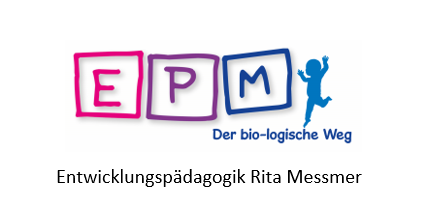 EPM
Der bio-logische Weg
Entwicklungspädagogik Rita Messmer